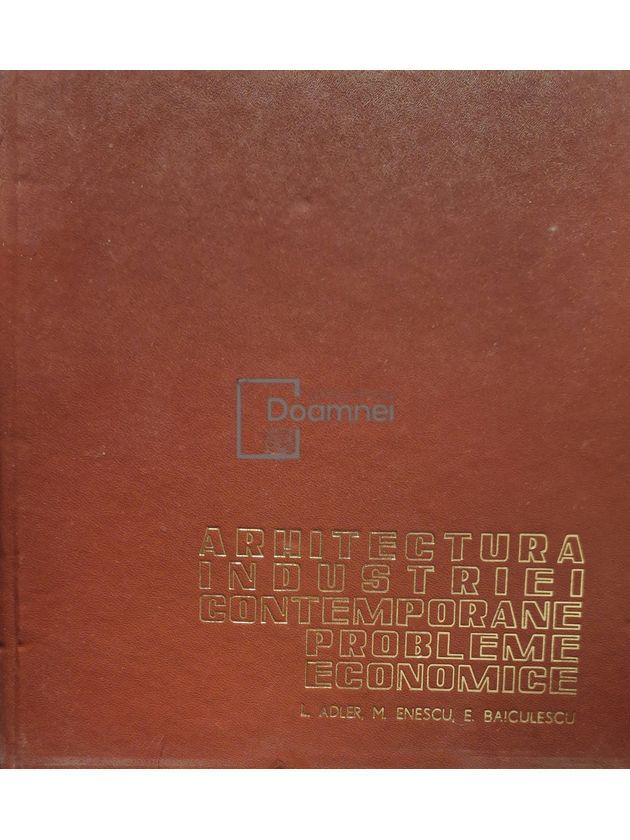 Doamnei
ARHITECTURA
INDUSTRIEI
CONTEMPORANE
PROBLEME
ECONOMICE
L. ADLER, M. ENESCU, E. BAICULESCU